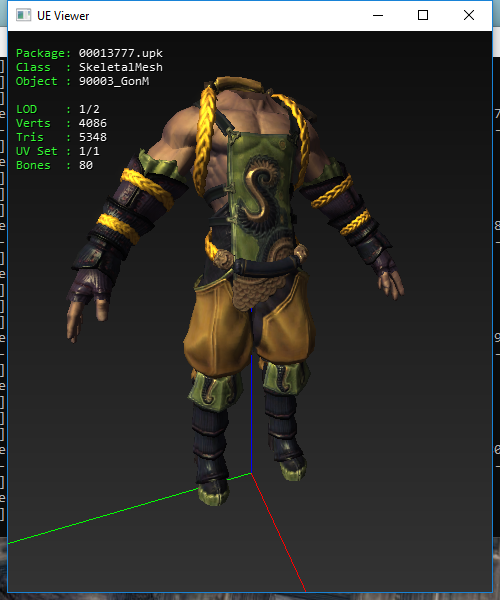 UE Viewer
Package: 00013777.upk
Class : SkeletalMesh
Object : 90003_GonM
LOD : 1/2
Verts : 4086
Tris : 5348
UV Set : 1/1
Bones : 80